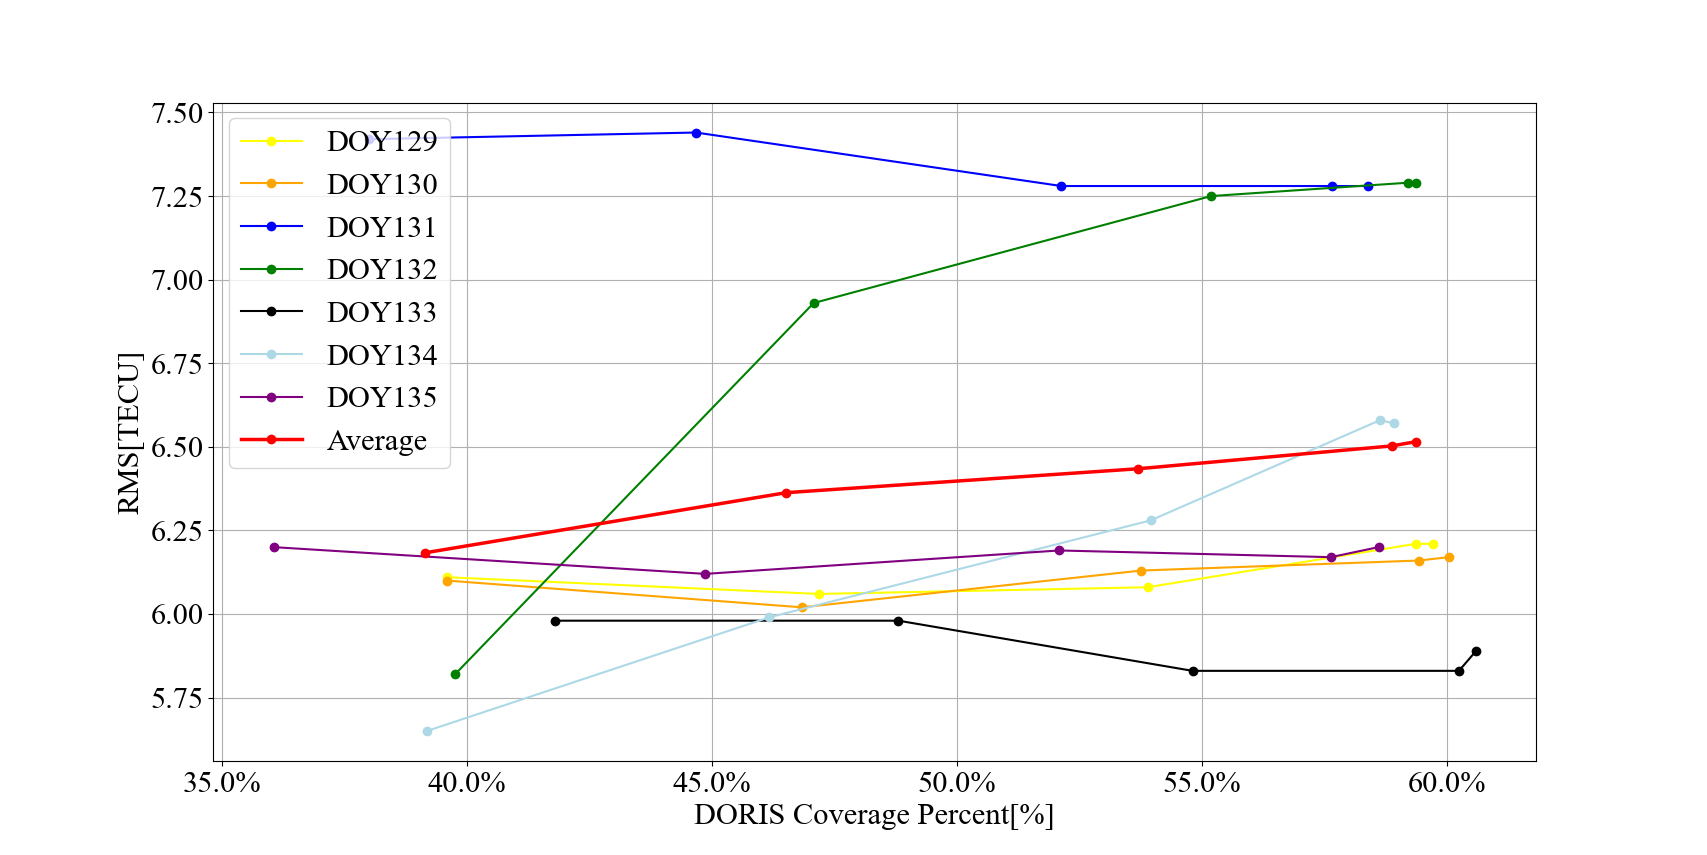 7.50
7.25
7.00
6.75
6.50
6.25
6.00
5.75
RMS[TECU]
DOY129
DOY130
DOY131
DOY132
DOY133
DOY134
DOY135
Average
35.0% 40.0% 45.0% 50.0% 55.0% 60.0%
DORIS Coverage Percent[%]